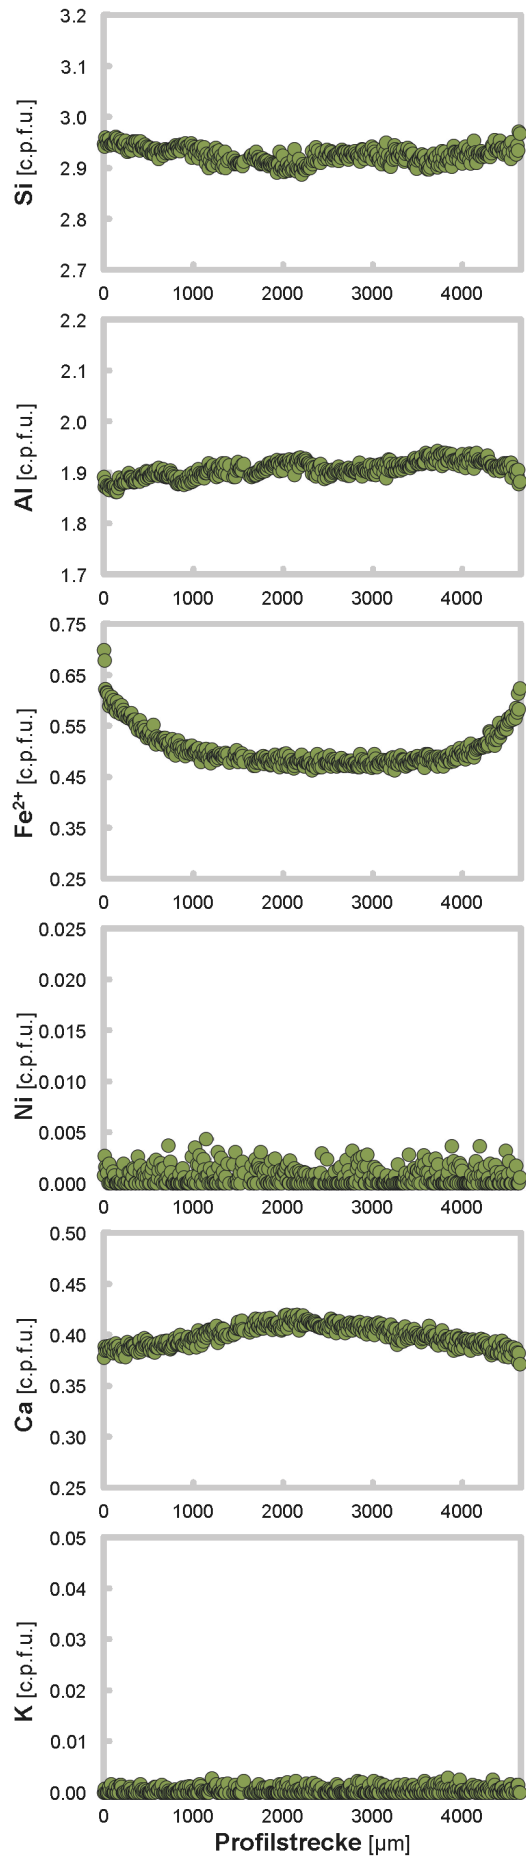 3.2
3.1
3.0
2.9
2.8
2.7
Si [c.p.f.u.]
0 1000 2000 3000 4000
2.2
2.1
2.0
1.9
1.8
1.7
Al [c.p.f.u.]
0 1000 2000 3000 4000
0.75
0.65
0.55
0.45
0.35
0.25
Fe²⁺ [c.p.f.u.]
0 1000 2000 3000 4000
0.025
0.020
0.015
0.010
0.005
0.000
Ni [c.p.f.u.]
0 1000 2000 3000 4000
0.50
0.45
0.40
0.35
0.30
0.25
Ca [c.p.f.u.]
0 1000 2000 3000 4000
0.05
0.04
0.03
0.02
0.01
0.00
K [c.p.f.u.]
0 1000 2000 3000 4000
Profilstrecke [µm]